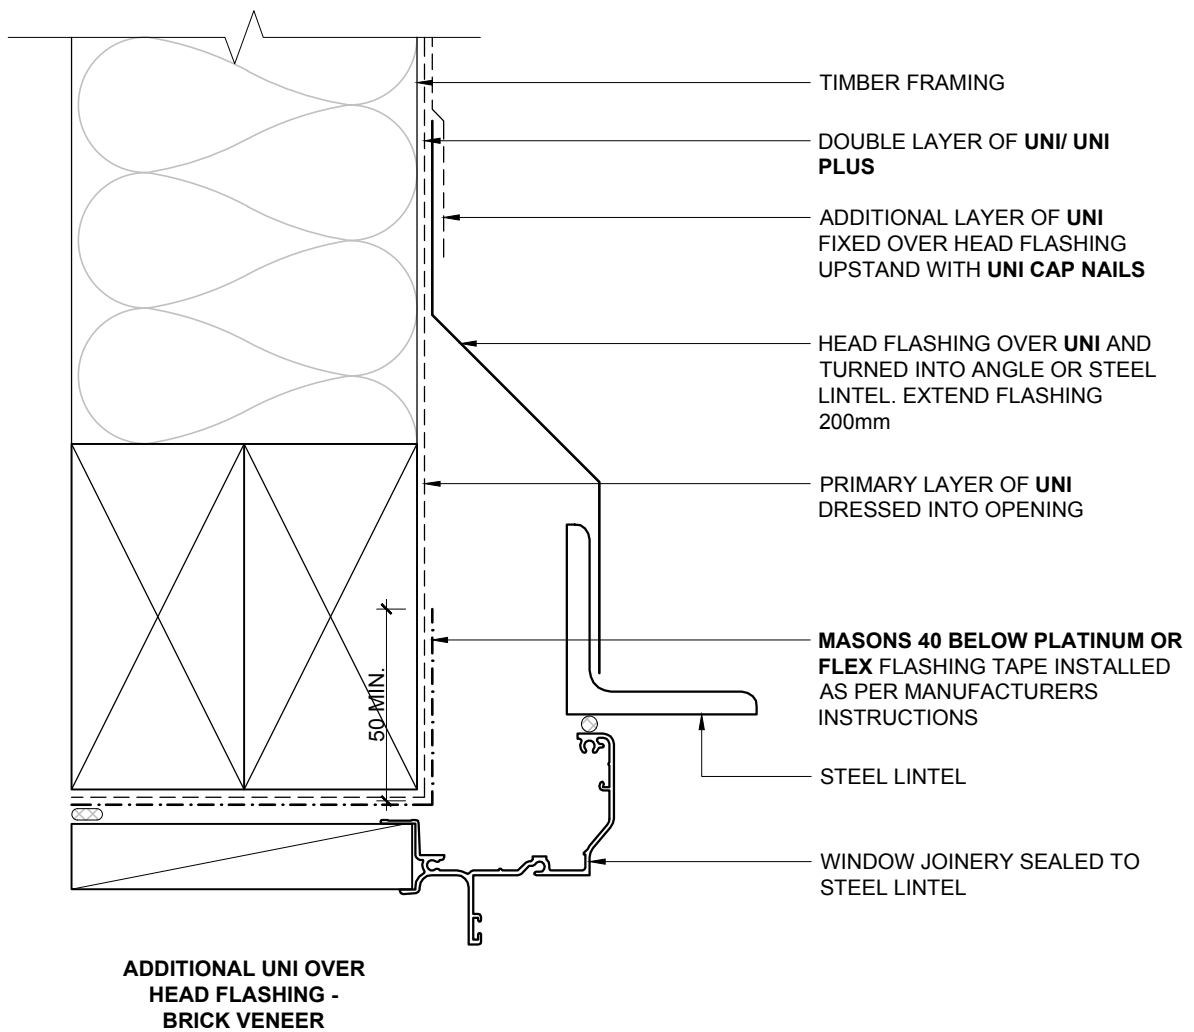 TIMBER FRAMING
DOUBLE LAYER OF UNI/ UNI
PLUS
ADDITIONAL LAYER OF UNI
FIXED OVER HEAD FLASHING
UPSTAND WITH UNI CAP NAILS
HEAD FLASHING OVER UNI AND
TURNED INTO ANGLE OR STEEL
LINTEL. EXTEND FLASHING
200mm
PRIMARY LAYER OF UNI
DRESSED INTO OPENING
50 MIN.
MASONS 40 BELOW PLATINUM OR
FLEX FLASHING TAPE INSTALLED
AS PER MANUFACTURERS
INSTRUCTIONS
STEEL LINTEL
WINDOW JOINERY SEALED TO
STEEL LINTEL
ADDITIONAL UNI OVER
HEAD FLASHING -
BRICK VENEER